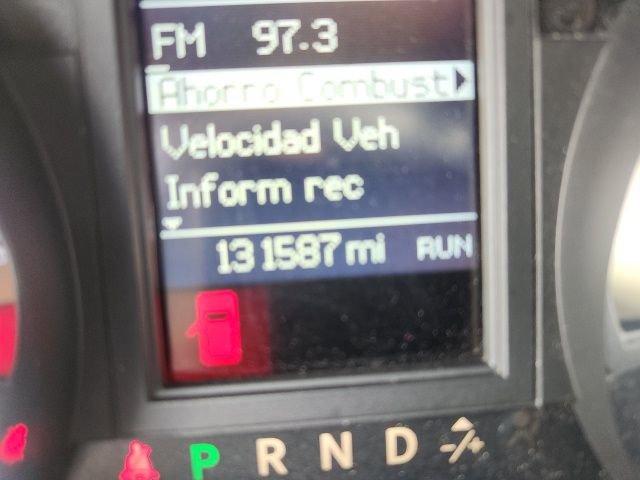 FM 97.3
Ahorro Combust
Velocidad Veh
Inform rec
131587 mi RUN
P R N D -/+